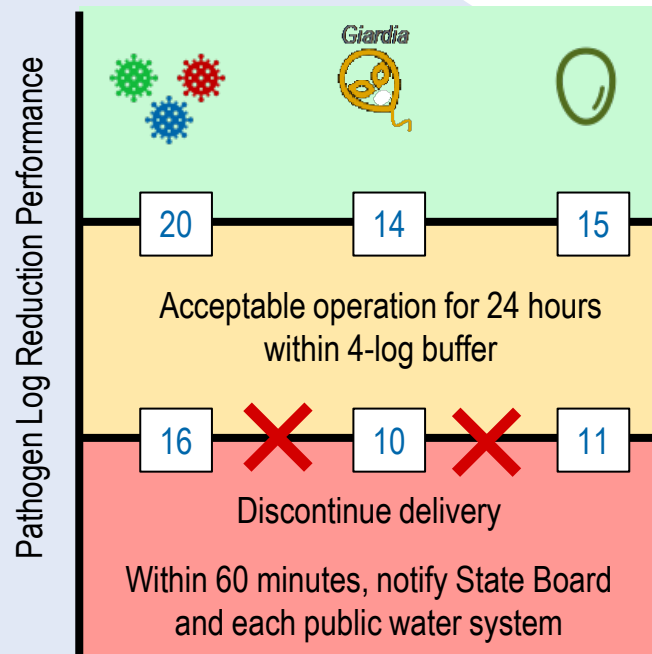 Pathogen Log Reduction Performance
Giardia
20
14
15
Acceptable operation for 24 hours
within 4-log buffer
16
10
11
Discontinue delivery
Within 60 minutes, notify State Board
and each public water system